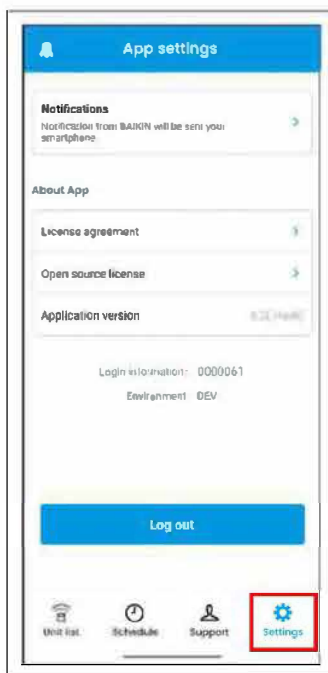 App settings
Notifications
Notification from BAIKIN will be sent your
smartphone
About App
License agreement
Open source license
Application version
Login information: 0000061
Environment DEV
Log out
Unit list Schedule Support Settings